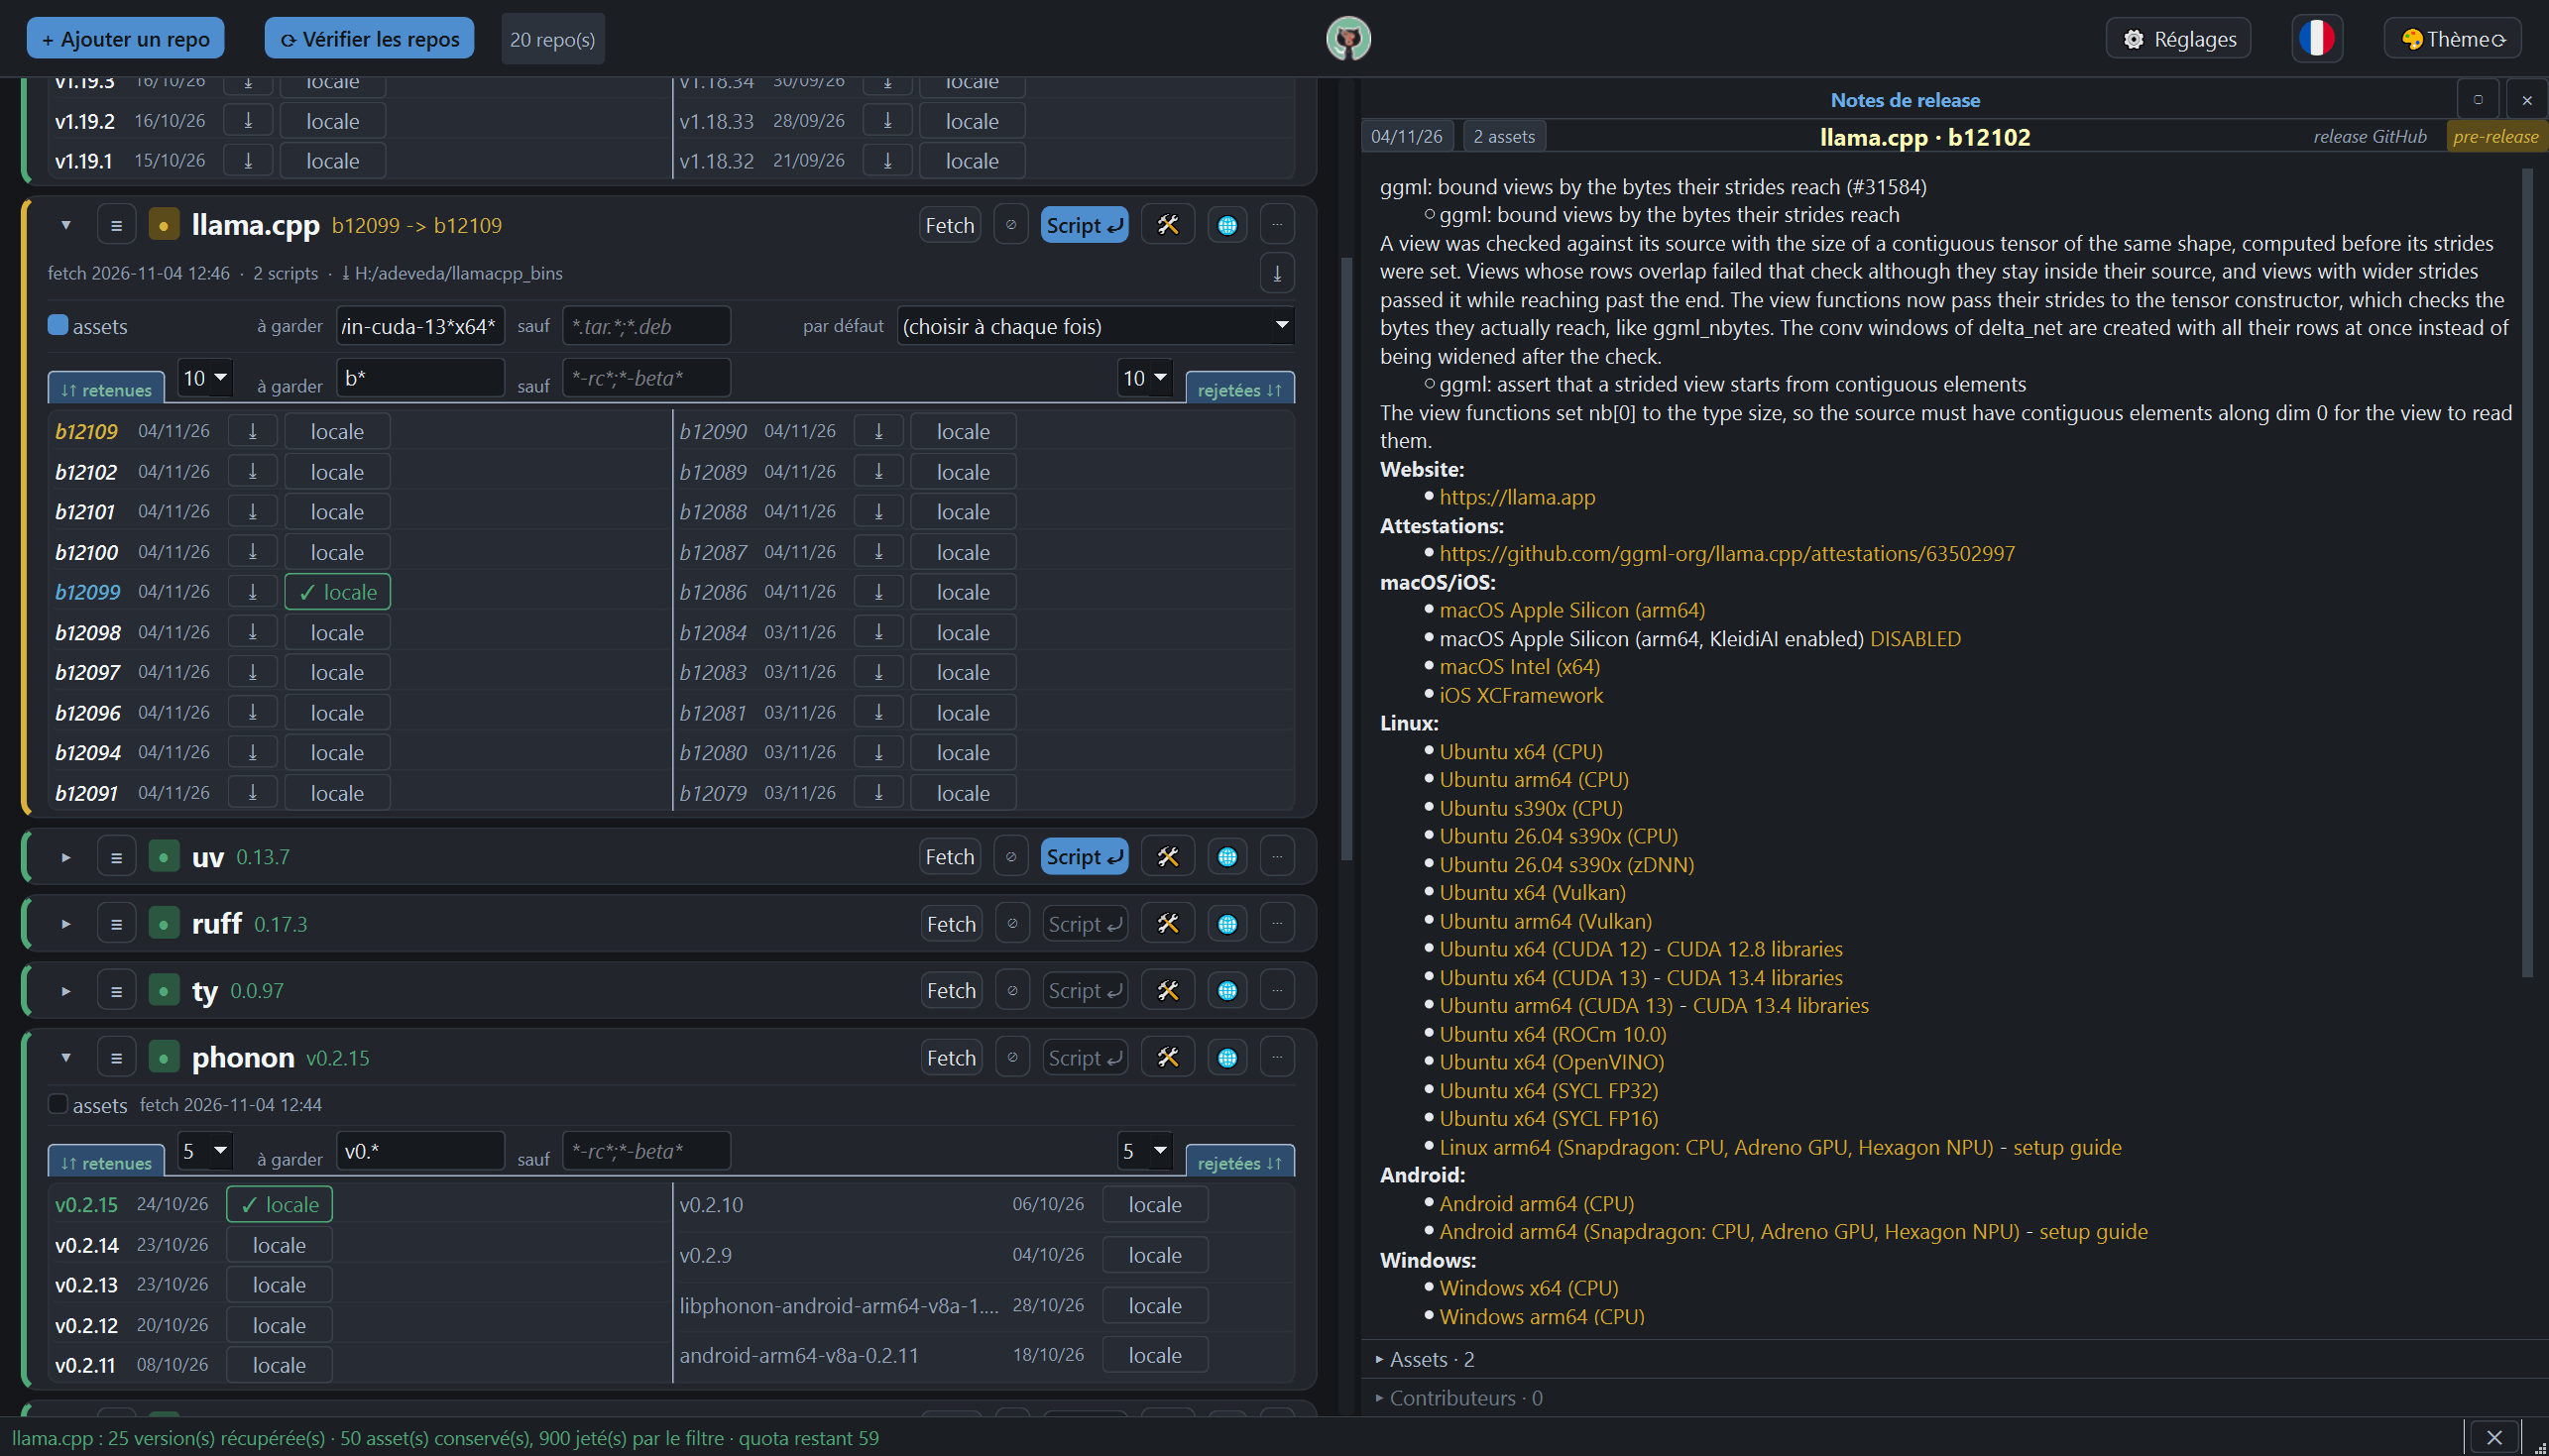 + Ajouter un repo
⟳ Vérifier les repos
20 repo(s)
Réglages
Thème⟳
v1.19.3 16/10/26 ↓ locale v1.18.34 30/09/26 ↓ locale
v1.19.2 16/10/26 ↓ locale v1.18.33 28/09/26 ↓ locale
v1.19.1 15/10/26 ↓ locale v1.18.32 21/09/26 ↓ locale
llama.cpp b12099 -> b12109 Fetch Script
fetch 2026-11-04 12:46 · 2 scripts · ↓ H:/adeveda/llamacpp_bins
assets à garder /in-cuda-13*x64* sauf *.tar.*;*.deb par défaut (choisir à chaque fois)
↓↑ retenues 10 à garder b* sauf *-rc*;*-beta* 10 rejetées ↓↑
b12109 04/11/26 ↓ locale b12090 04/11/26 ↓ locale
b12102 04/11/26 ↓ locale b12089 04/11/26 ↓ locale
b12101 04/11/26 ↓ locale b12088 04/11/26 ↓ locale
b12100 04/11/26 ↓ locale b12087 04/11/26 ↓ locale
b12099 04/11/26 ↓ ✓ locale b12086 04/11/26 ↓ locale
b12098 04/11/26 ↓ locale b12084 03/11/26 ↓ locale
b12097 04/11/26 ↓ locale b12083 03/11/26 ↓ locale
b12096 04/11/26 ↓ locale b12081 03/11/26 ↓ locale
b12094 04/11/26 ↓ locale b12080 03/11/26 ↓ locale
b12091 04/11/26 ↓ locale b12079 03/11/26 ↓ locale
uv 0.13.7 Fetch Script
ruff 0.17.3 Fetch Script
ty 0.0.97 Fetch Script
phonon v0.2.15 Fetch Script
assets fetch 2026-11-04 12:44
↓↑ retenues 5 à garder v0.* sauf *-rc*;*-beta* 5 rejetées ↓↑
v0.2.15 24/10/26 ✓ locale v0.2.10 06/10/26 locale
v0.2.14 23/10/26 locale v0.2.9 04/10/26 locale
v0.2.13 23/10/26 locale libphonon-android-arm64-v8a-1.... 28/10/26 locale
v0.2.12 20/10/26 locale android-arm64-v8a-0.2.11 18/10/26 locale
v0.2.11 08/10/26 locale
Notes de release
04/11/26 2 assets llama.cpp · b12102 release GitHub pre-release
ggml: bound views by the bytes their strides reach (#31584)
ggml: bound views by the bytes their strides reach
A view was checked against its source with the size of a contiguous tensor of the same shape, computed before its strides
were set. Views whose rows overlap failed that check although they stay inside their source, and views with wider strides
passed it while reaching past the end. The view functions now pass their strides to the tensor constructor, which checks the
bytes they actually reach, like ggml_nbytes. The conv windows of delta_net are created with all their rows at once instead of
being widened after the check.
ggml: assert that a strided view starts from contiguous elements
The view functions set nb[0] to the type size, so the source must have contiguous elements along dim 0 for the view to read
them.
Website:
https://llama.app
Attestations:
https://github.com/ggml-org/llama.cpp/attestations/63502997
macOS/iOS:
macOS Apple Silicon (arm64)
macOS Apple Silicon (arm64, KleidiAI enabled) DISABLED
macOS Intel (x64)
iOS XCFramework
Linux:
Ubuntu x64 (CPU)
Ubuntu arm64 (CPU)
Ubuntu s390x (CPU)
Ubuntu 26.04 s390x (CPU)
Ubuntu 26.04 s390x (zDNN)
Ubuntu x64 (Vulkan)
Ubuntu arm64 (Vulkan)
Ubuntu x64 (CUDA 12) - CUDA 12.8 libraries
Ubuntu x64 (CUDA 13) - CUDA 13.4 libraries
Ubuntu arm64 (CUDA 13) - CUDA 13.4 libraries
Ubuntu x64 (ROCm 10.0)
Ubuntu x64 (OpenVINO)
Ubuntu x64 (SYCL FP32)
Ubuntu x64 (SYCL FP16)
Linux arm64 (Snapdragon: CPU, Adreno GPU, Hexagon NPU) - setup guide
Android:
Android arm64 (CPU)
Android arm64 (Snapdragon: CPU, Adreno GPU, Hexagon NPU) - setup guide
Windows:
Windows x64 (CPU)
Windows arm64 (CPU)
Assets · 2
Contributeurs · 0
llama.cpp : 25 version(s) récupérée(s) · 50 asset(s) conservé(s), 900 jeté(s) par le filtre · quota restant 59